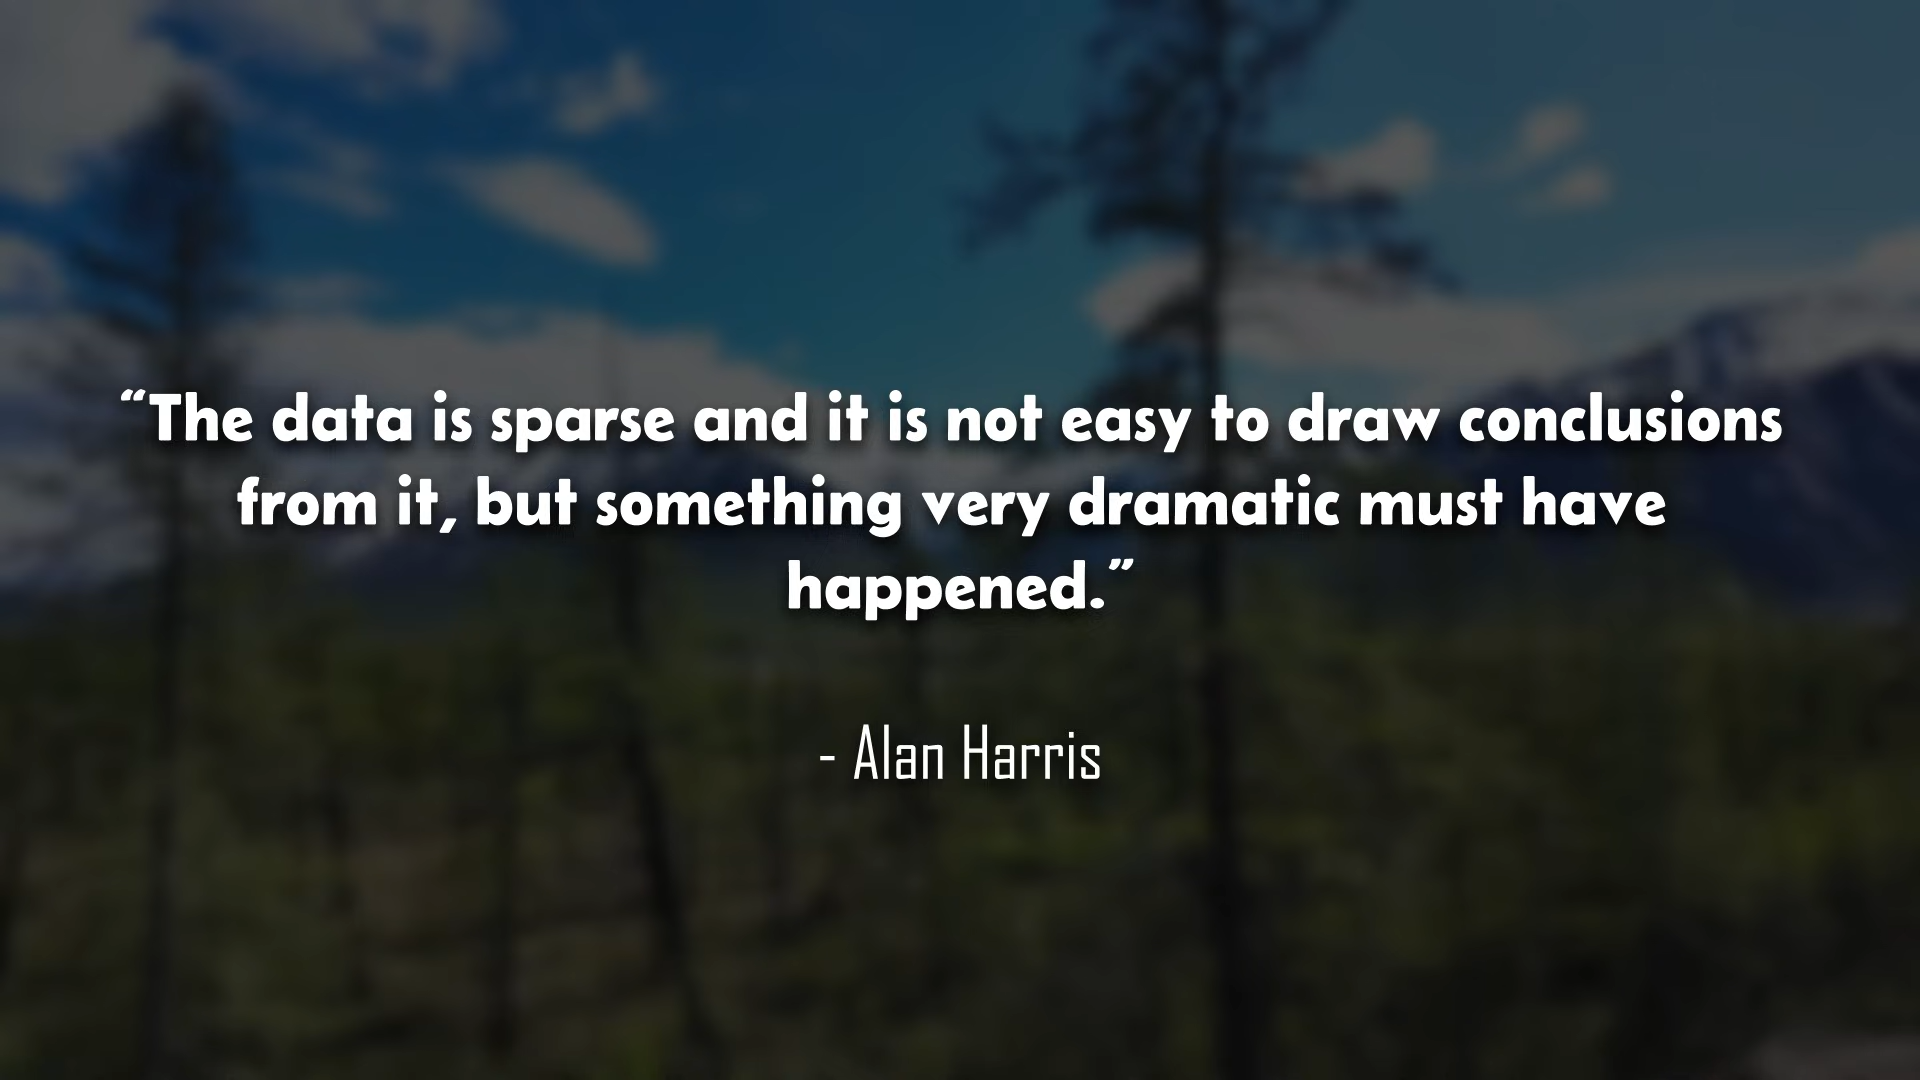 “The data is sparse and it is not easy to draw conclusions
from it, but something very dramatic must have
happened.”
- Alan Harris